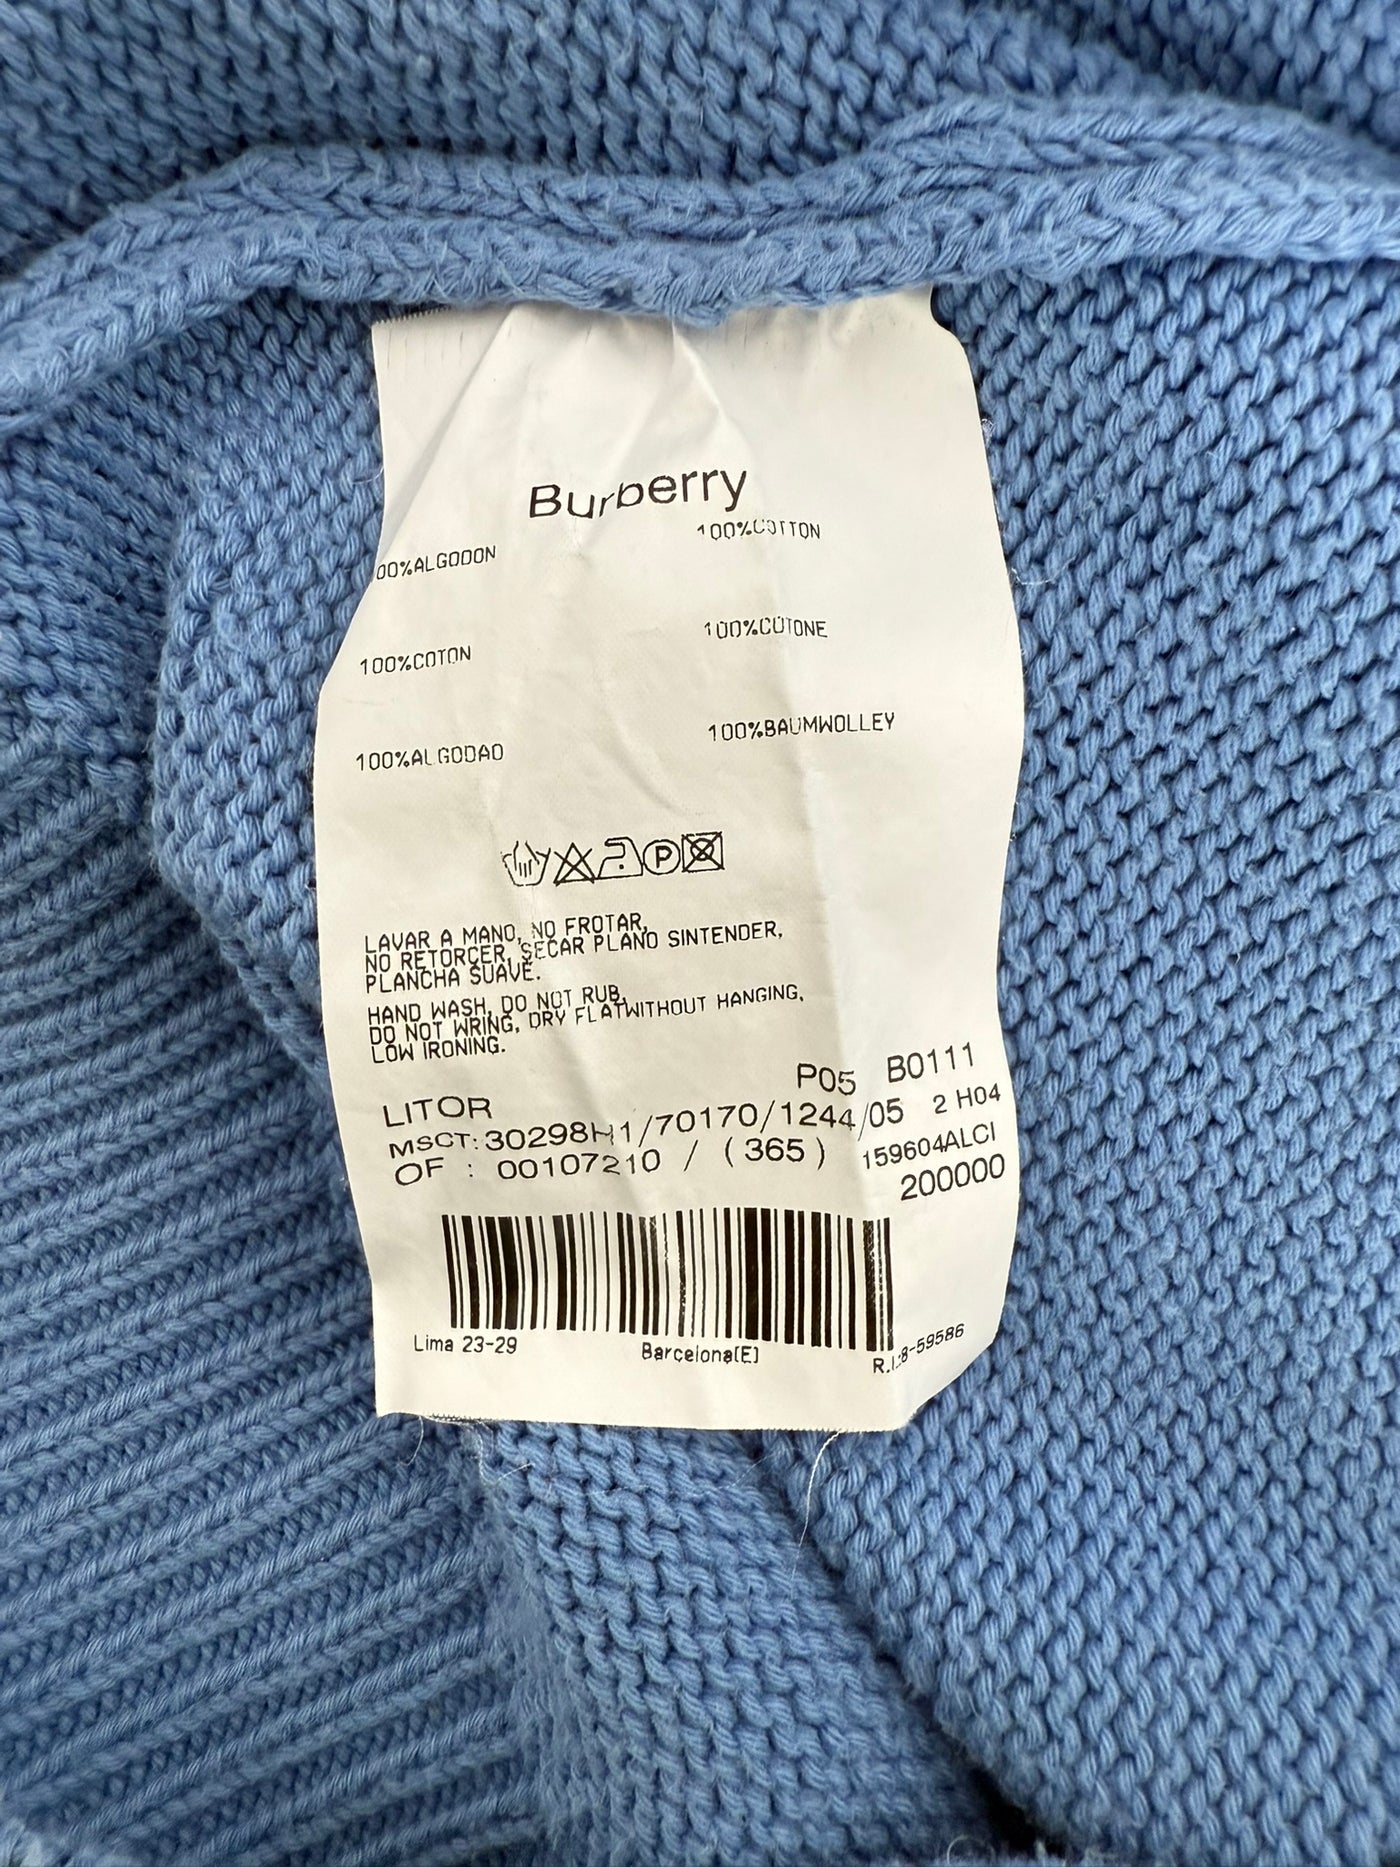 Burberry
100%COTTON
00%ALGODON
100%COTONE
100%COTON
100%BAUMWOLLEY
100%ALGODAO
P
LAVAR A MANO, NO FROTAR,
NO RETORCER, SECAR PLANO SINTENDER,
PLANCHA SUAVE.
HAND WASH, DO NOT RUB,
DO NOT WRING, DRY FLATWITHOUT HANGING,
LOW IRONING.
P05 B0111
LITOR
MSCT: 30298H1/70170/1244/05 2 H04
OF : 00107210 / (365) 159604ALCI
200000
Lima 23-29 Barcelona(E)